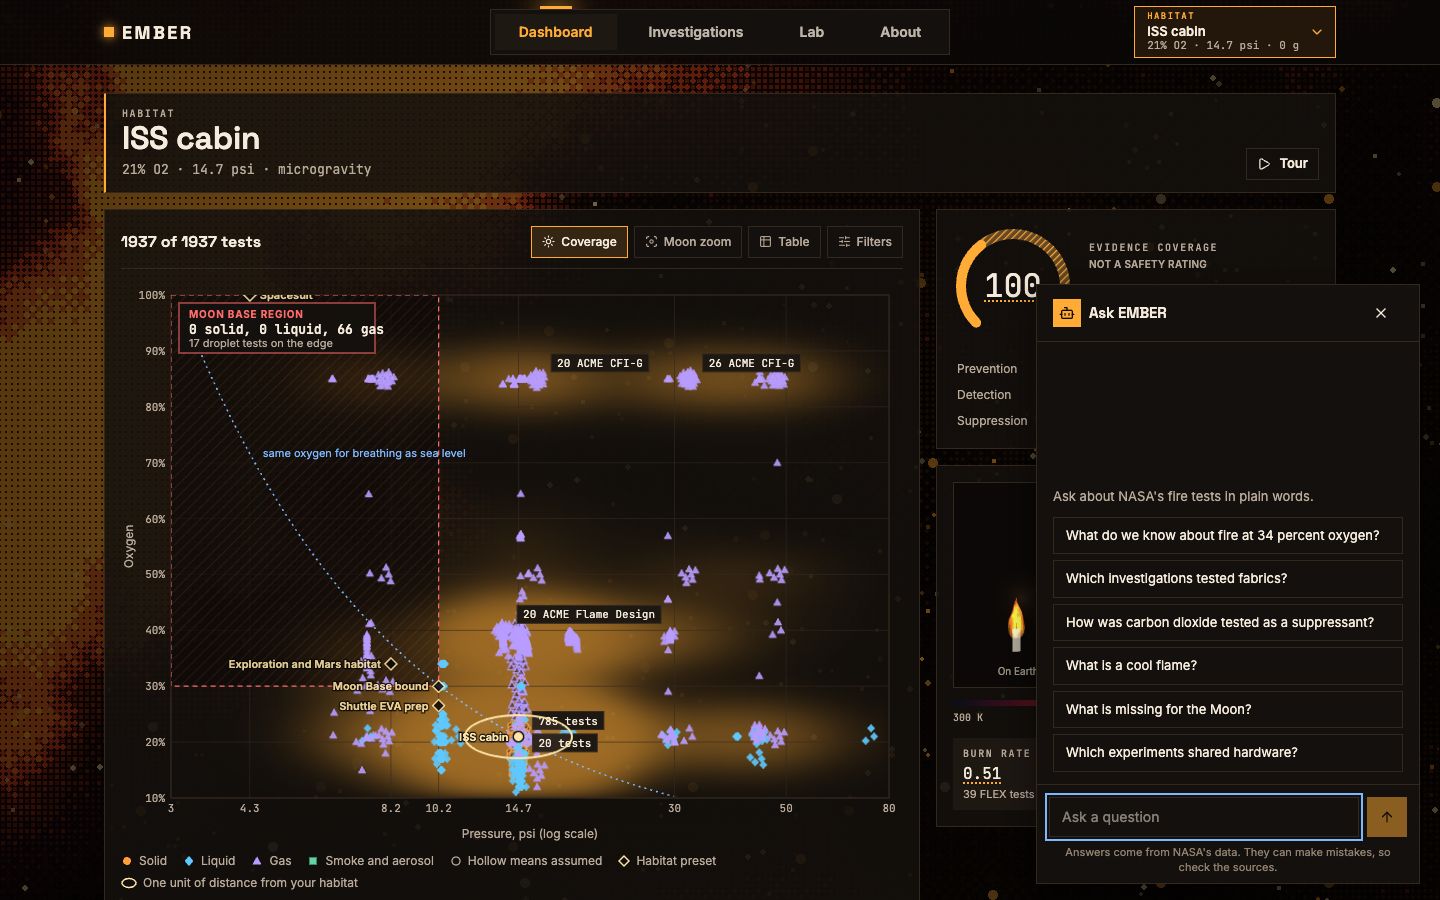 EMBER
Dashboard
Investigations
Lab
About
HABITAT
ISS cabin
21% O2 · 14.7 psi · 0 g
HABITAT
ISS cabin
21% O2 · 14.7 psi · microgravity
Tour
1937 of 1937 tests
Coverage
Moon zoom
Table
Filters
100%
90%
80%
70%
60%
50%
40%
30%
20%
10%
Oxygen
Spacesuit
MOON BASE REGION
0 solid, 0 liquid, 66 gas
17 droplet tests on the edge
20 ACME CFI-G
26 ACME CFI-G
same oxygen for breathing as sea level
20 ACME Flame Design
Exploration and Mars habitat
Moon Base bound
Shuttle EVA prep
785 tests
ISS cabin
20 tests
3
4.3
8.2
10.2
14.7
30
50
80
Pressure, psi (log scale)
Solid
Liquid
Gas
Smoke and aerosol
Hollow means assumed
Habitat preset
One unit of distance from your habitat
100
EVIDENCE COVERAGE
NOT A SAFETY RATING
Prevention
Detection
Suppression
On Earth
300 K
BURN RATE
0.51
39 FLEX tests
Ask EMBER
Ask about NASA's fire tests in plain words.
What do we know about fire at 34 percent oxygen?
Which investigations tested fabrics?
How was carbon dioxide tested as a suppressant?
What is a cool flame?
What is missing for the Moon?
Which experiments shared hardware?
Ask a question
Answers come from NASA's data. They can make mistakes, so
check the sources.